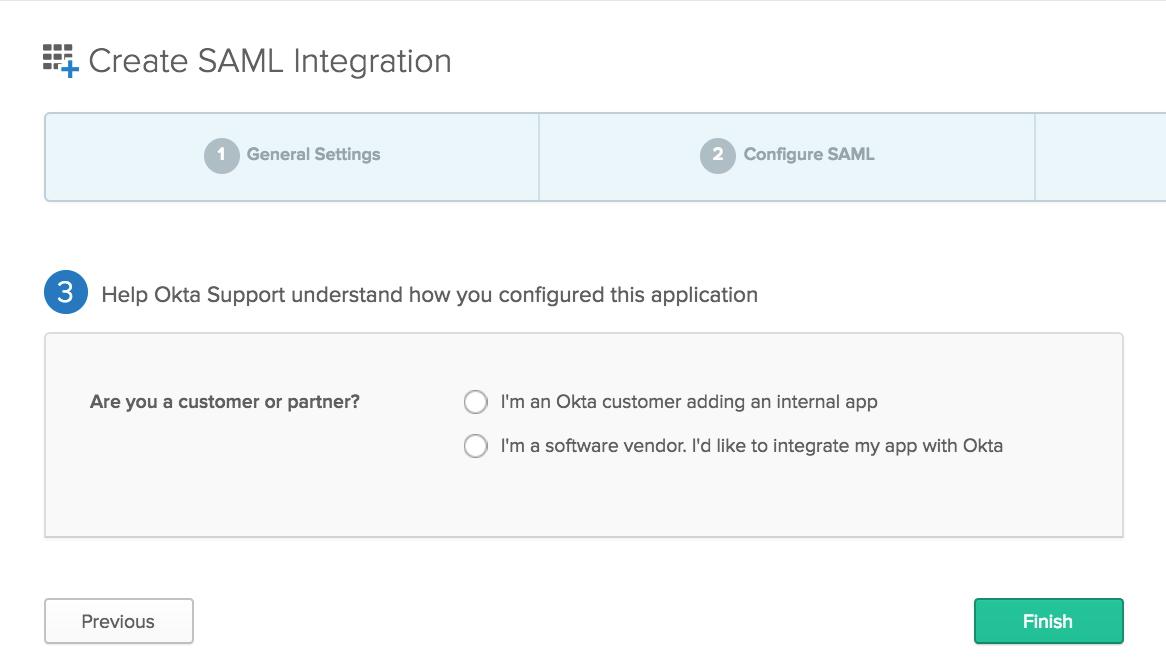 Create SAML Integration
1 General Settings
2 Configure SAML
3 Help Okta Support understand how you configured this application
Are you a customer or partner?
I'm an Okta customer adding an internal app
I'm a software vendor. I'd like to integrate my app with Okta
Previous
Finish